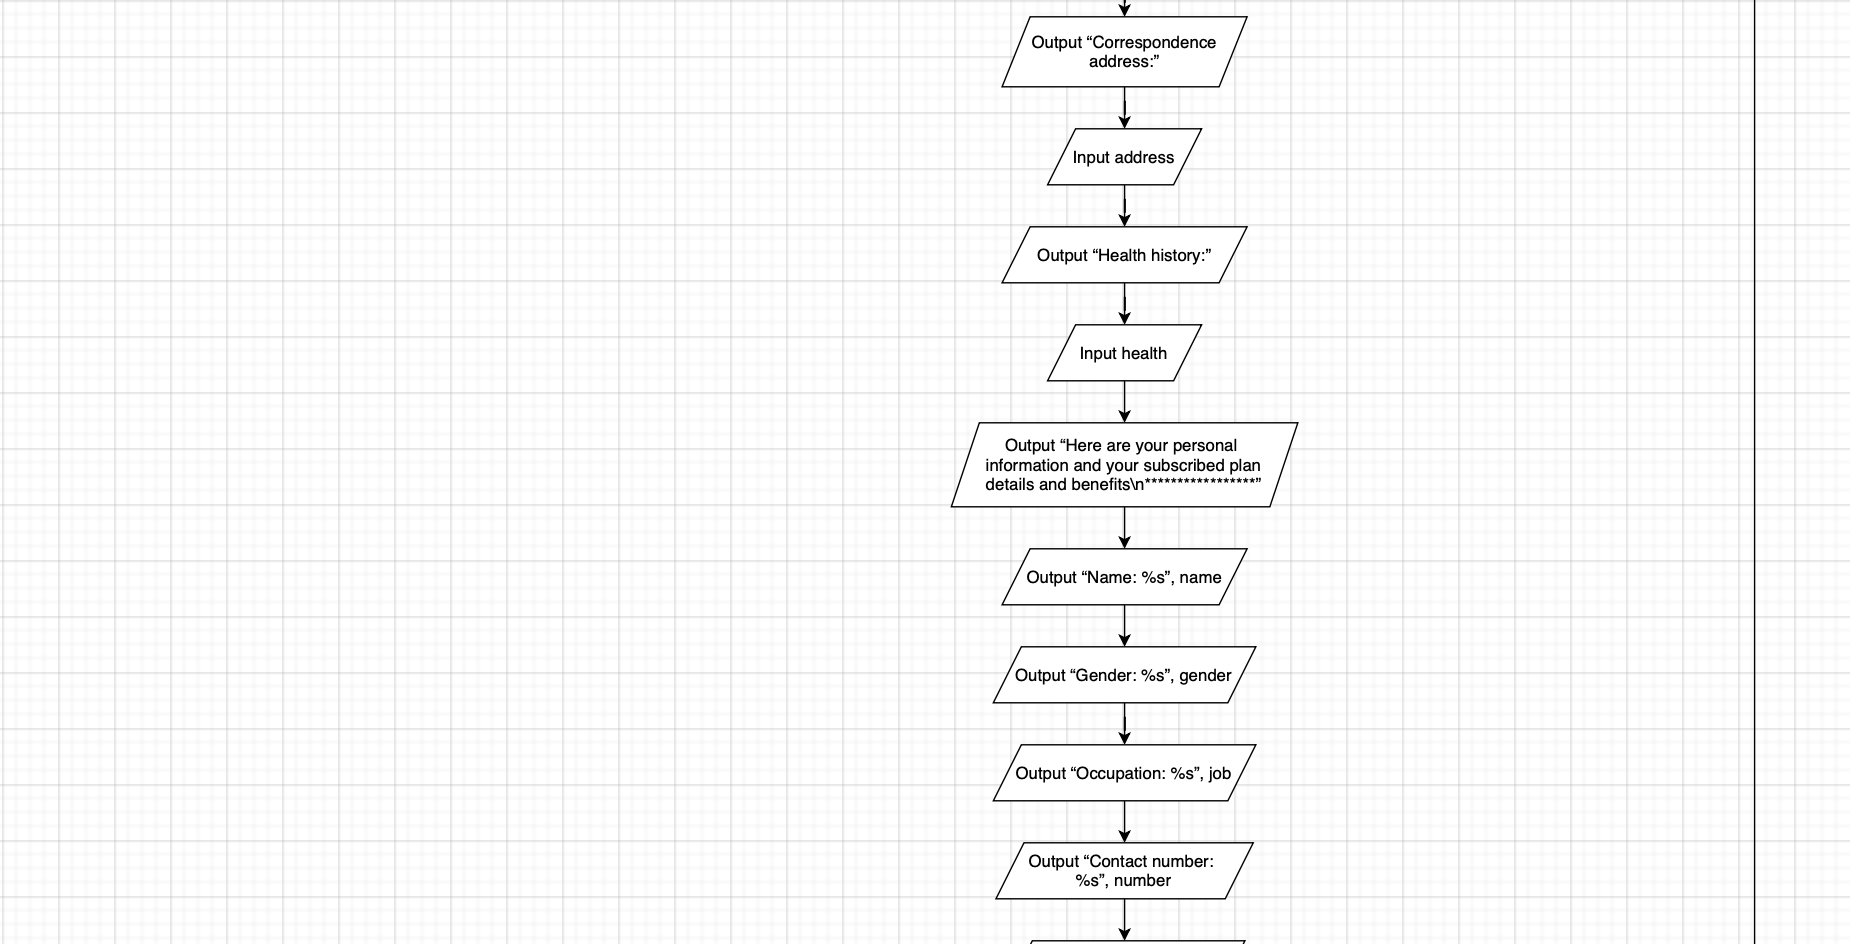 Output “Correspondence
address:”
Input address
Output “Health history:”
Input health
Output “Here are your personal
information and your subscribed plan
details and benefits\n*****************”
Output “Name: %s”, name
Output “Gender: %s”, gender
Output “Occupation: %s”, job
Output “Contact number:
%s”, number